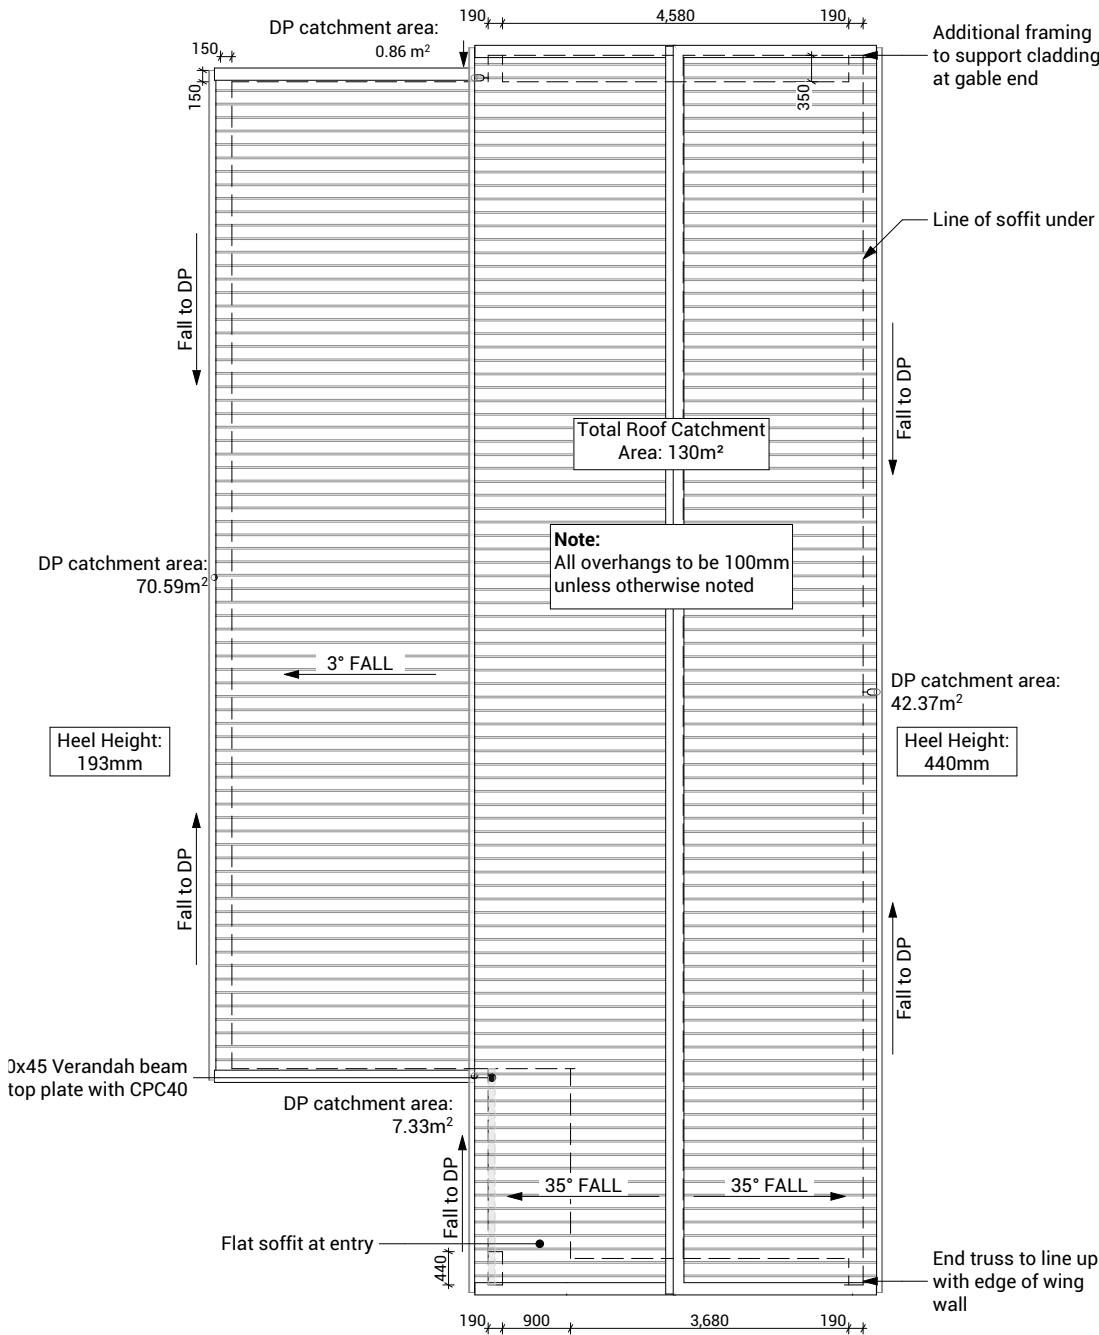 190
4,580
190
DP catchment area:
0.86 m²
Additional framing
to support cladding
at gable end
150
150
350
Line of soffit under
Fall to DP
Fall to DP
Total Roof Catchment
Area: 130m²
Note:
All overhangs to be 100mm
unless otherwise noted
DP catchment area:
70.59m²
3° FALL
DP catchment area:
42.37m²
Heel Height:
193mm
Heel Height:
440mm
Fall to DP
Fall to DP
0x45 Verandah beam
top plate with CPC40
DP catchment area:
7.33m²
Fall to DP
35° FALL
35° FALL
Flat soffit at entry
440
End truss to line up
with edge of wing
wall
190
900
3,680
190